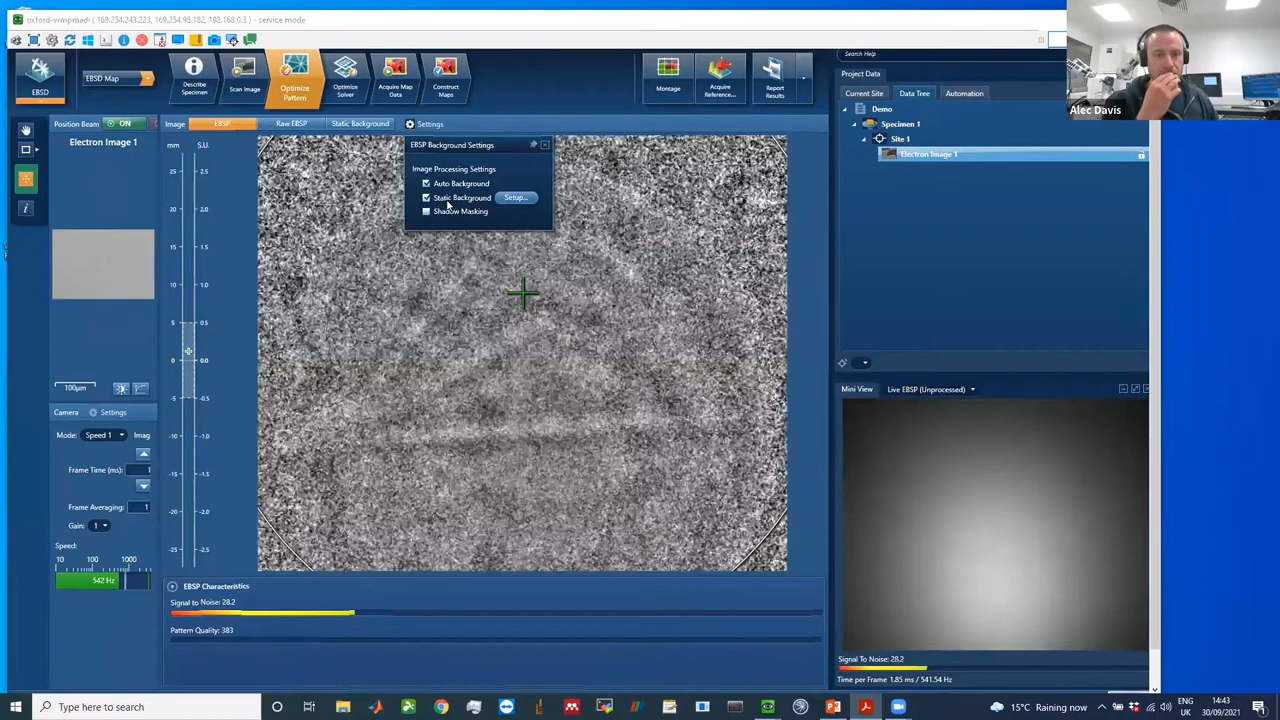 oxford-vrmpmadi ( 169.254.243.223, 169.254.96.182, 192.168.0.3 ) - service mode
Alec Davis
EBSD
EBSD Map
Describe Specimen
Scan Image
Optimize Pattern
Optimize Solver
Acquire Map Data
Construct Maps
Montage
Acquire Reference...
Report Results
Search Help
Project Data
Current Site
Data Tree
Automation
Demo
Specimen 1
Site 1
Electron Image 1
Position Beam
ON
Image
EBSP
Raw EBSP
Static Background
Settings
Electron Image 1
mm
S.U.
25
20
2.0
15
1.5
10
1.0
5
0.5
0
0.0
-5
-0.5
-10
-1.0
-15
-1.5
-20
-2.0
-25
-2.5
EBSP Background Settings
Image Processing Settings
Auto Background
Static Background
Setup...
Shadow Masking
100µm
Camera
Settings
Mode: Speed 1
Imag
Frame Time (ms): 1
Frame Averaging: 1
Gain: 1
Speed:
10 100 1000
542 Hz
EBSP Characteristics
Signal to Noise: 28.2
Pattern Quality: 383
Mini View
Live EBSP (Unprocessed)
Signal To Noise: 28.2
Time per Frame 1.85 ms / 541.54 Hz
Type here to search
15°C Raining now
ENG
UK
14:43
30/09/2021